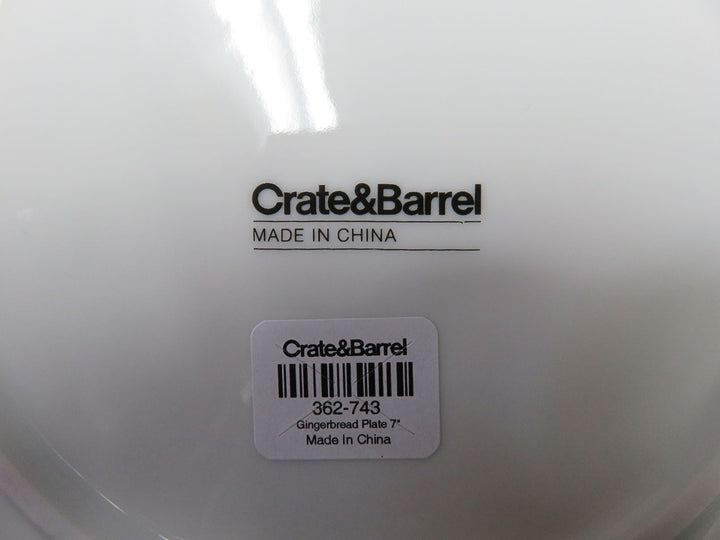 Crate&Barrel
MADE IN CHINA
Crate&Barrel
362-743
Gingerbread Plate 7"
Made In China